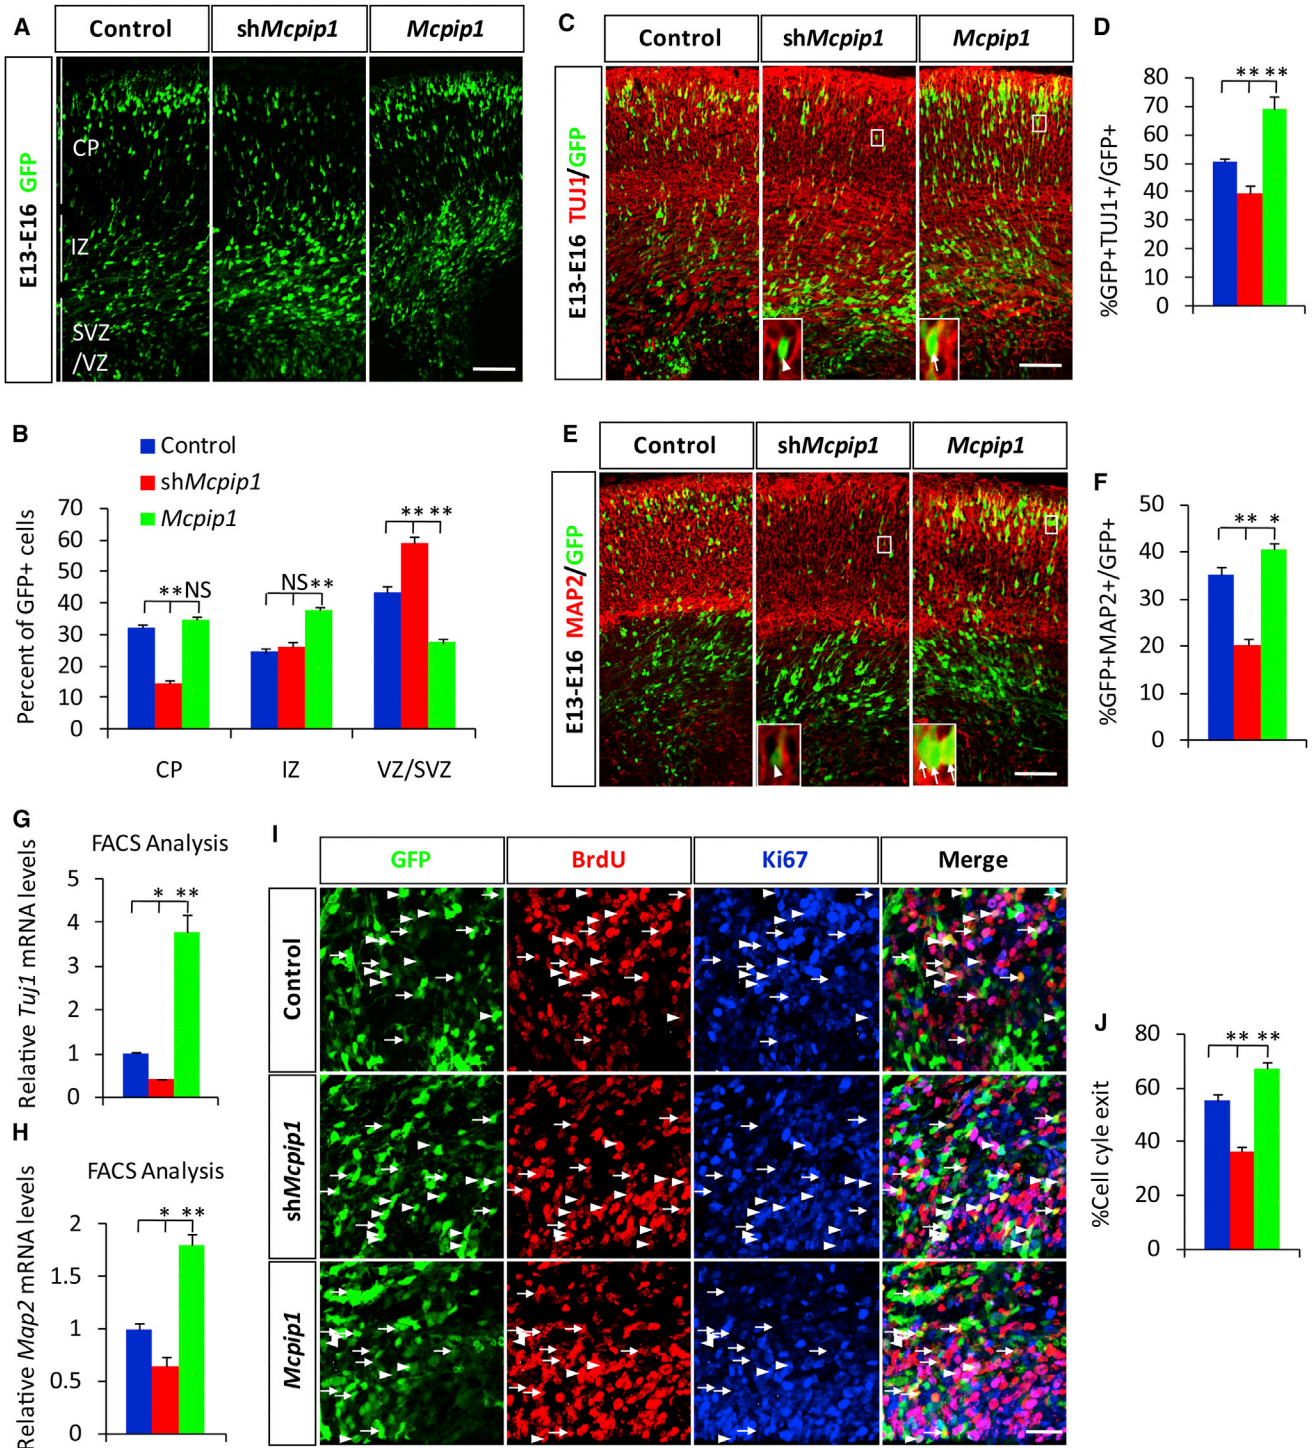 A
Control
shMcpip1
Mcpip1
E13-E16 GFP
CP
IZ
SVZ
/VZ
B
Control
shMcpip1
Mcpip1
Percent of GFP+ cells
70
60
50
40
30
20
10
0
**NS
NS**
** **
CP
IZ
VZ/SVZ
C
Control
shMcpip1
Mcpip1
E13-E16 TUJ1/GFP
D
%GFP+TUJ1+/GFP+
80
70
60
50
40
30
20
10
0
** **
E
Control
shMcpip1
Mcpip1
E13-E16 MAP2/GFP
F
%GFP+MAP2+/GFP+
50
40
30
20
10
0
** *
G
FACS Analysis
Relative Tuj1 mRNA levels
5
4
3
2
1
0
* **
H
FACS Analysis
Relative Map2 mRNA levels
2
1.5
1
0.5
0
* **
I
GFP
BrdU
Ki67
Merge
Control
shMcpip1
Mcpip1
J
%Cell cyle exit
80
60
40
20
0
** **